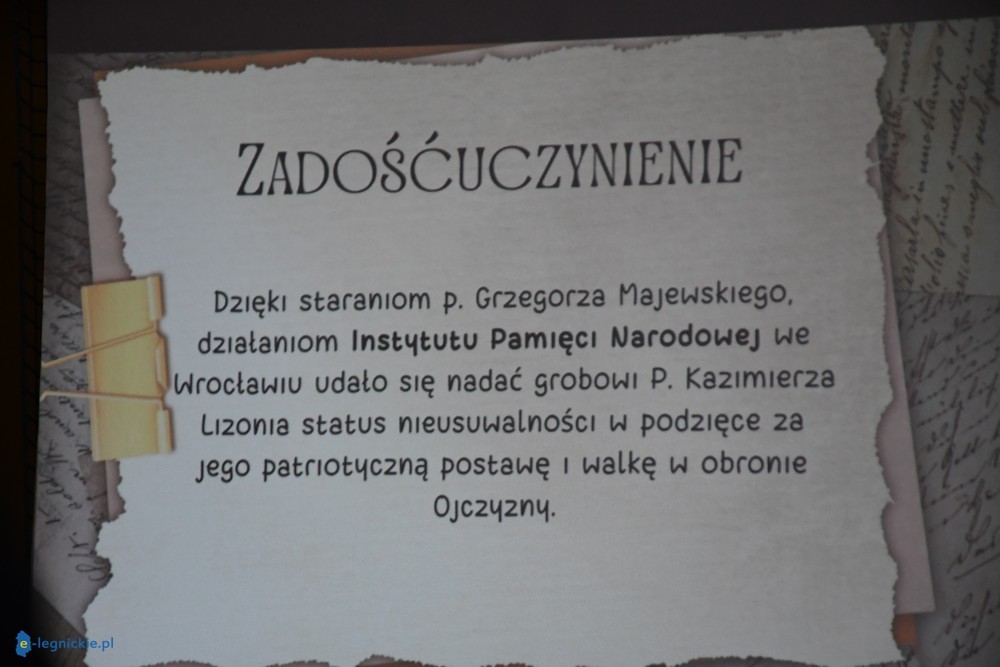 Zadośćuczynienie
Dzięki staraniom p. Grzegorza Majewskiego,
działaniom Instytutu Pamięci Narodowej we
Wrocławiu udało się nadać grobowi P. Kazimierza
Lizonia status nieusuwalności w podzięce za
jego patriotyczną postawę i walkę w obronie
Ojczyzny.
e-legnickie.pl